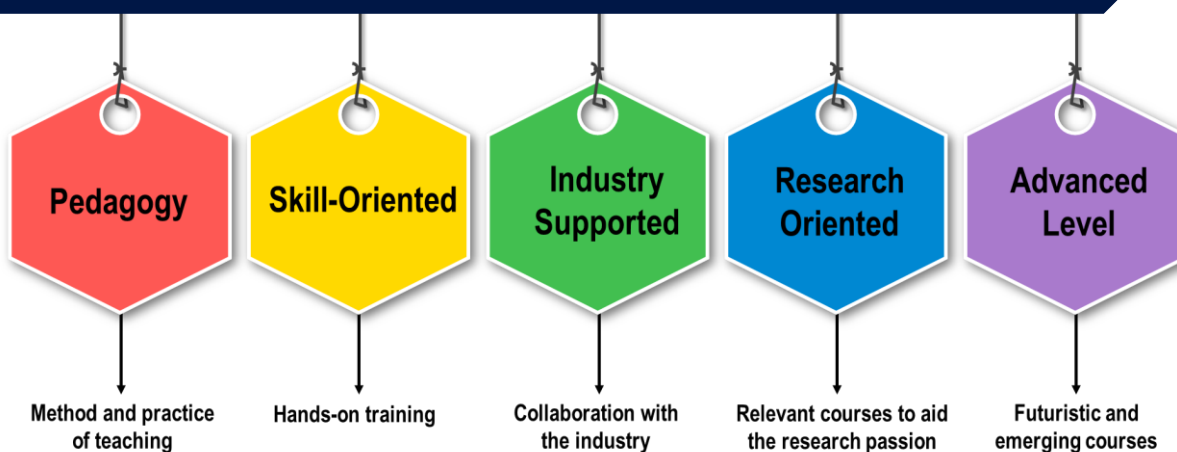 Pedagogy
Skill-Oriented
Industry
Supported
Research
Oriented
Advanced
Level
Method and practice
of teaching
Hands-on training
Collaboration with
the industry
Relevant courses to aid
the research passion
Futuristic and
emerging courses